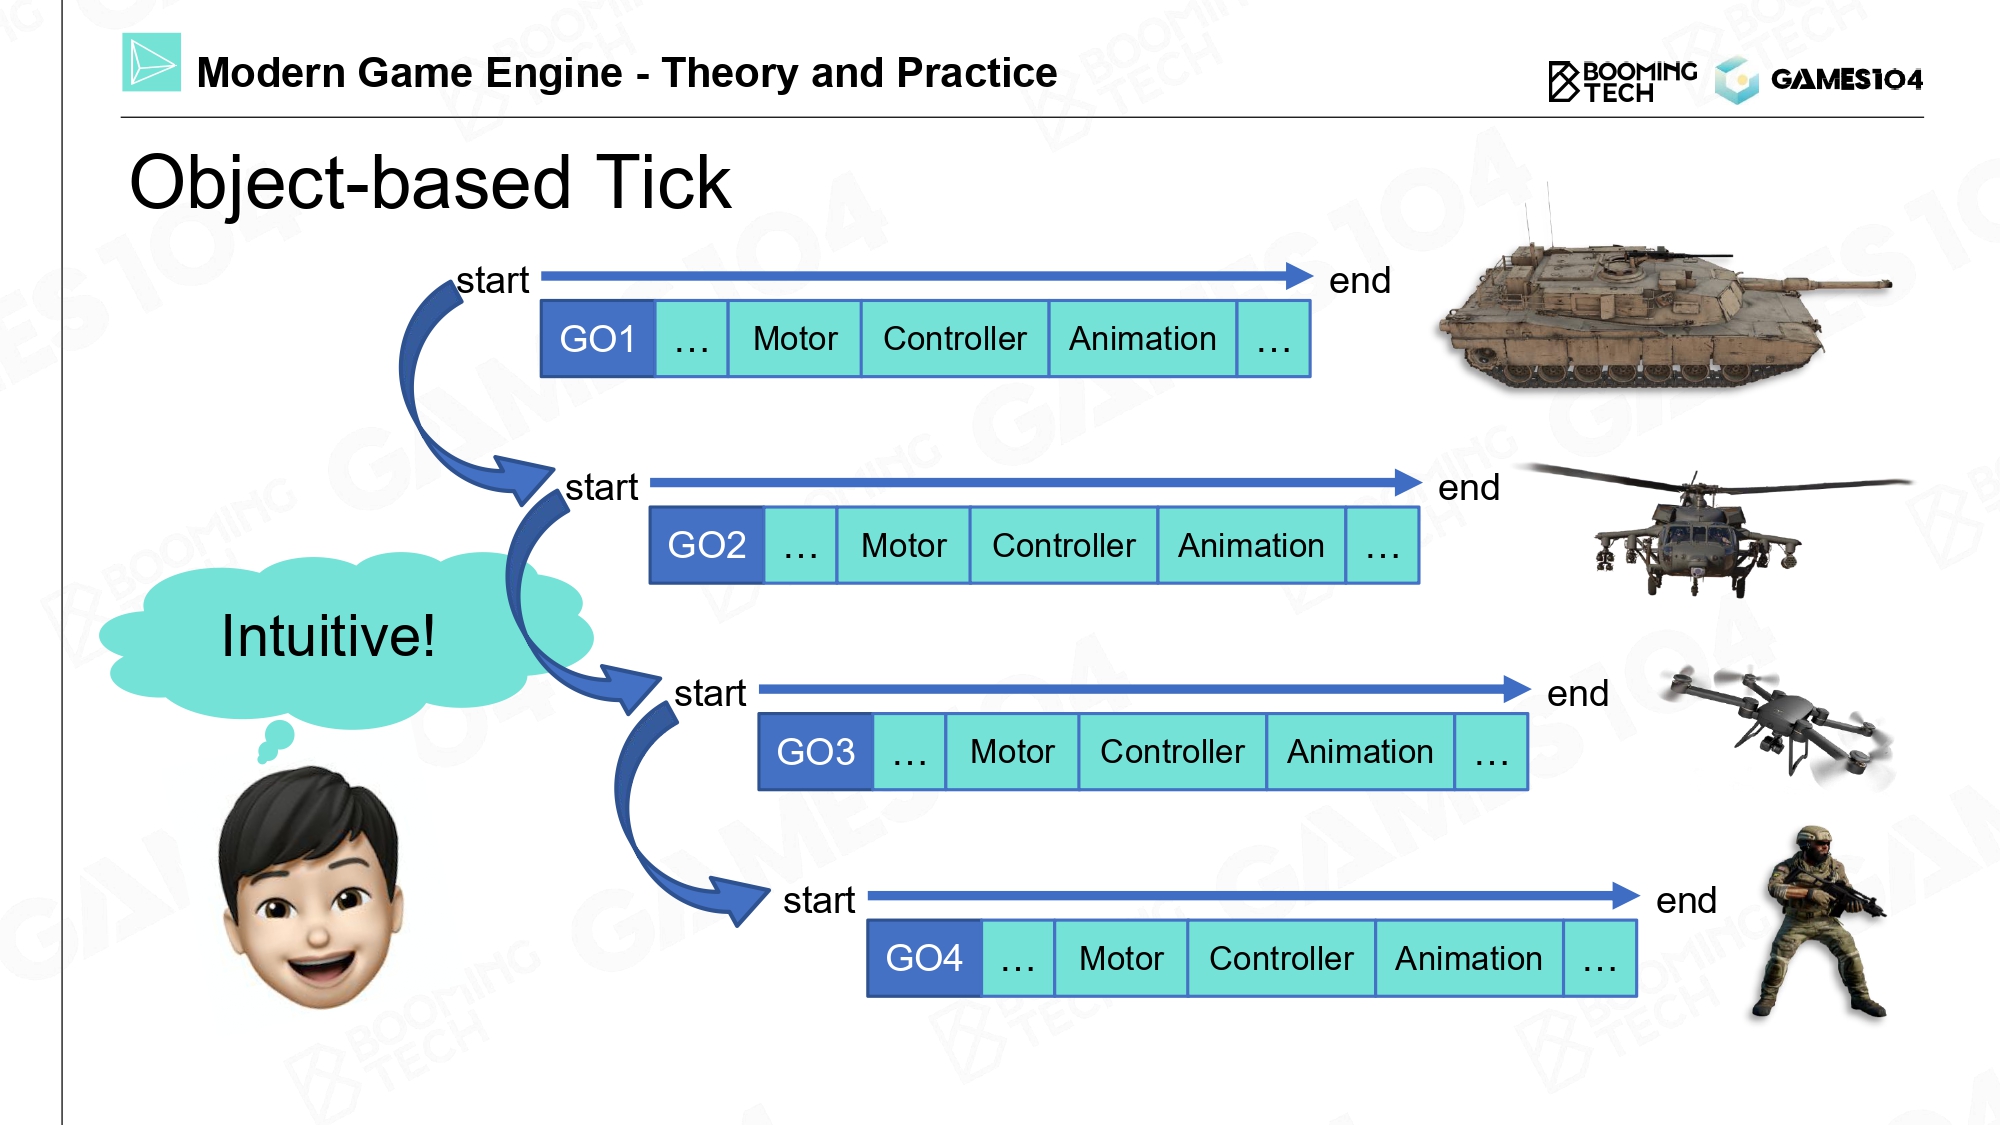 Modern Game Engine - Theory and Practice
BOOMING
TECH
GAMES104
Object-based Tick
start end
GO1 … Motor Controller Animation …
start end
GO2 … Motor Controller Animation …
Intuitive!
start end
GO3 … Motor Controller Animation …
start end
GO4 … Motor Controller Animation …